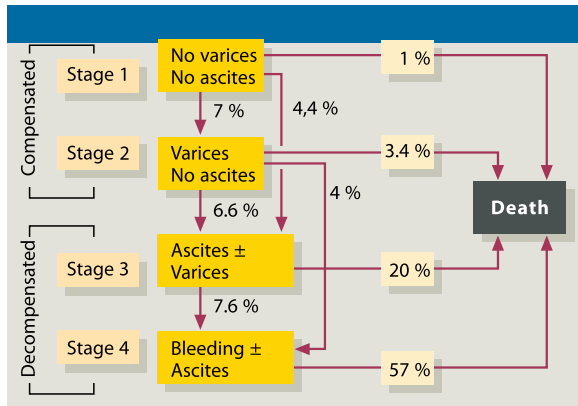 Compensated
Stage 1
No varices
No ascites
1 %
7 %
4,4 %
Stage 2
Varices
No ascites
3.4 %
4 %
Death
6.6 %
Decompensated
Stage 3
Ascites ±
Varices
20 %
7.6 %
Stage 4
Bleeding ±
Ascites
57 %